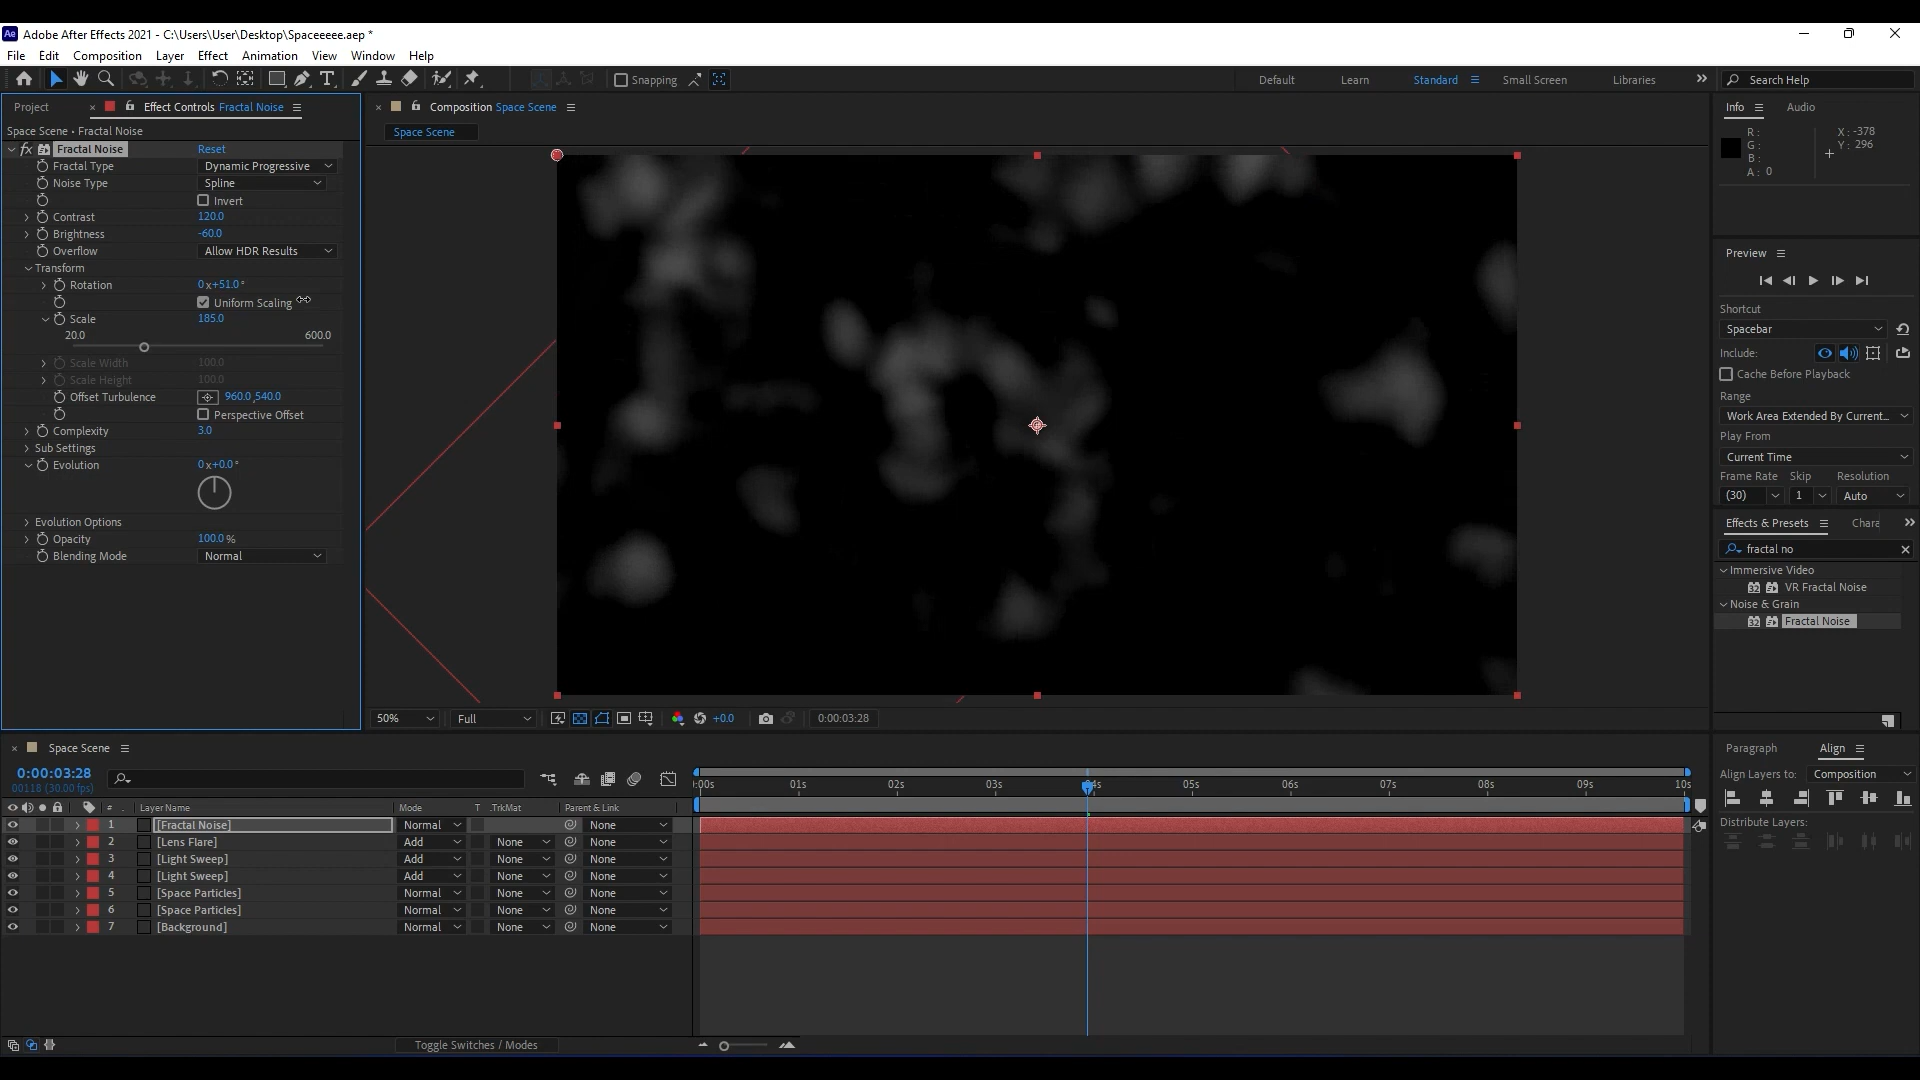 Adobe After Effects 2021 - C:\Users\User\Desktop\Spaceeeee.aep *
File Edit Composition Layer Effect Animation View Window Help
Snapping
Default Learn Standard Small Screen Libraries Search Help
Project Effect Controls Fractal Noise
Composition Space Scene
Space Scene • Fractal Noise
Space Scene
Fractal Noise Reset
Fractal Type Dynamic Progressive
Noise Type Spline
Invert
Contrast 120.0
Brightness -60.0
Overflow Allow HDR Results
Transform
Rotation 0x+51.0°
Uniform Scaling
Scale 185.0
20.0 600.0
Scale Width 100.0
Scale Height 100.0
Offset Turbulence 960.0,540.0
Perspective Offset
Complexity 3.0
Sub Settings
Evolution 0x+0.0°
Evolution Options
Opacity 100.0 %
Blending Mode Normal
50% Full +0.0 0:00:03:28
Info Audio
R :
G :
B :
A : 0
X : -378
Y : 296
Preview
Shortcut
Spacebar
Include:
Cache Before Playback
Range
Work Area Extended By Current...
Play From
Current Time
Frame Rate Skip Resolution
(30) 1 Auto
Effects & Presets Chara
fractal no
Immersive Video
32 VR Fractal Noise
Noise & Grain
32 Fractal Noise
Paragraph Align
Align Layers to: Composition
Distribute Layers:
Space Scene
0:00:03:28
00118 (30.00 fps)
:00s 01s 02s 03s 04s 05s 06s 07s 08s 09s 10s
# Layer Name Mode T .TrkMat Parent & Link
1 [Fractal Noise] Normal None
2 [Lens Flare] Add None None
3 [Light Sweep] Add None None
4 [Light Sweep] Add None None
5 [Space Particles] Normal None None
6 [Space Particles] Normal None None
7 [Background] Normal None None
Toggle Switches / Modes